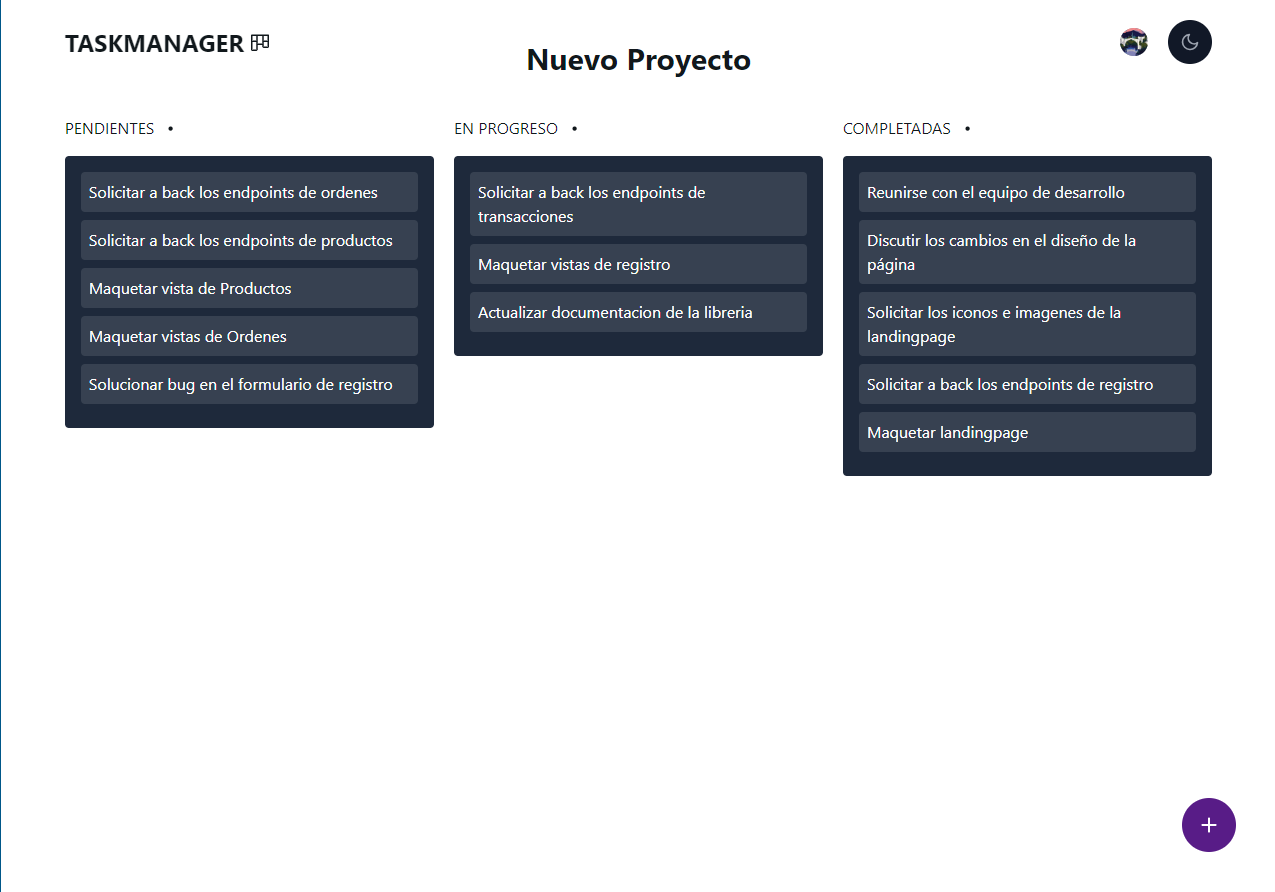 TASKMANAGER
Nuevo Proyecto
PENDIENTES •
Solicitar a back los endpoints de ordenes
Solicitar a back los endpoints de productos
Maquetar vista de Productos
Maquetar vistas de Ordenes
Solucionar bug en el formulario de registro
EN PROGRESO •
Solicitar a back los endpoints de
transacciones
Maquetar vistas de registro
Actualizar documentacion de la libreria
COMPLETADAS •
Reunirse con el equipo de desarrollo
Discutir los cambios en el diseño de la
página
Solicitar los iconos e imagenes de la
landingpage
Solicitar a back los endpoints de registro
Maquetar landingpage
+